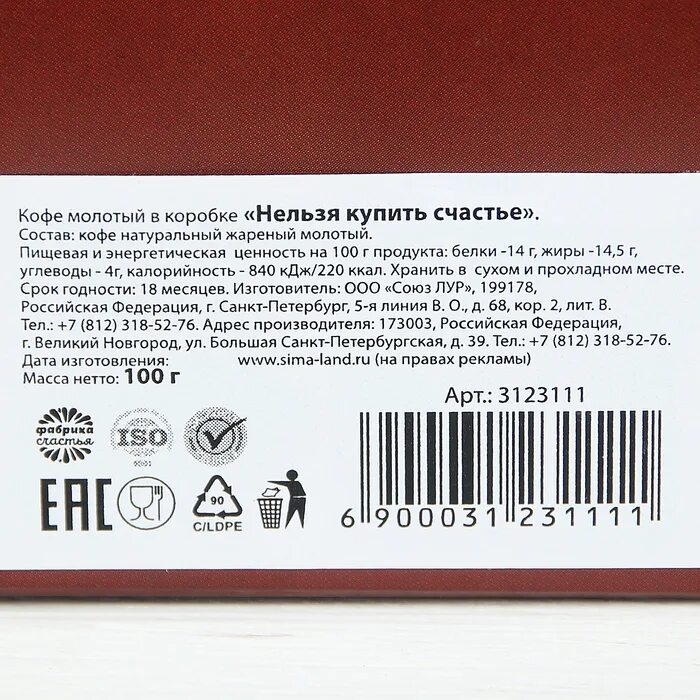 Кофе молотый в коробке «Нельзя купить счастье».
Состав: кофе натуральный жареный молотый.
Пищевая и энергетическая ценность на 100 г продукта: белки -14 г, жиры -14,5 г,
углеводы - 4г, калорийность - 840 кДж/220 ккал. Хранить в сухом и прохладном месте.
Срок годности: 18 месяцев. Изготовитель: ООО «Союз ЛУР», 199178,
Российская Федерация, г. Санкт-Петербург, 5-я линия В. О., д. 68, кор. 2, лит. В.
Тел.: +7 (812) 318-52-76. Адрес производителя: 173003, Российская Федерация,
г. Великий Новгород, ул. Большая Санкт-Петербургская, д. 39. Тел.: +7 (812) 318-52-76.
Дата изготовления: www.sima-land.ru (на правах рекламы)
Масса нетто: 100 г
Арт.: 3123111
фабрика
счастья
ISO
9001
EAC
90
C/LDPE
6 900031 231111